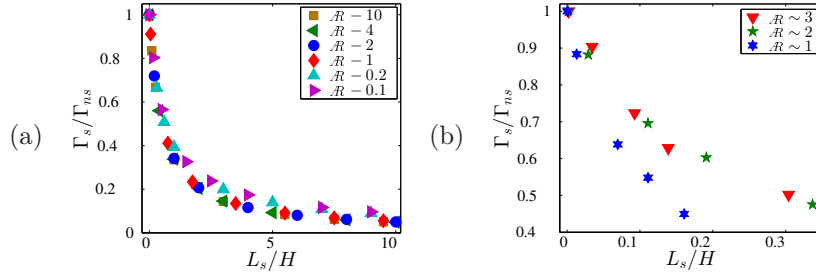 (a)
Γs/Γns
1
0.8
0.6
0.4
0.2
0
0
5
10
Ls/H
Æ − 10
Æ − 4
Æ − 2
Æ − 1
Æ − 0.2
Æ − 0.1
(b)
Γs/Γns
1
0.9
0.8
0.7
0.6
0.5
0.4
0
0.1
0.2
0.3
Ls/H
Æ ∼ 3
Æ ∼ 2
Æ ∼ 1